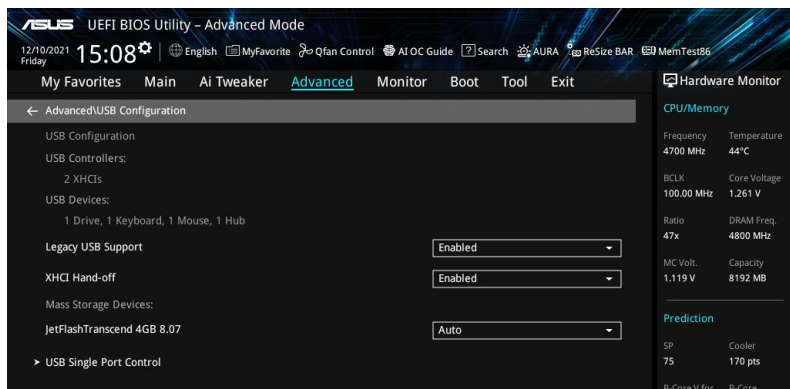 ASUS UEFI BIOS Utility – Advanced Mode
12/10/2021 Friday 15:08 English MyFavorite Qfan Control AI OC Guide Search AURA ReSize BAR MemTest86
My Favorites Main Ai Tweaker Advanced Monitor Boot Tool Exit
Hardware Monitor
Advanced\USB Configuration
USB Configuration
USB Controllers:
2 XHCIs
USB Devices:
1 Drive, 1 Keyboard, 1 Mouse, 1 Hub
Legacy USB Support Enabled
XHCI Hand-off Enabled
Mass Storage Devices:
JetFlashTranscend 4GB 8.07 Auto
USB Single Port Control
CPU/Memory
Frequency Temperature
4700 MHz 44°C
BCLK Core Voltage
100.00 MHz 1.261 V
Ratio DRAM Freq.
47x 4800 MHz
MC Volt. Capacity
1.119 V 8192 MB
Prediction
SP Cooler
75 170 pts
P-Core V for P-Core